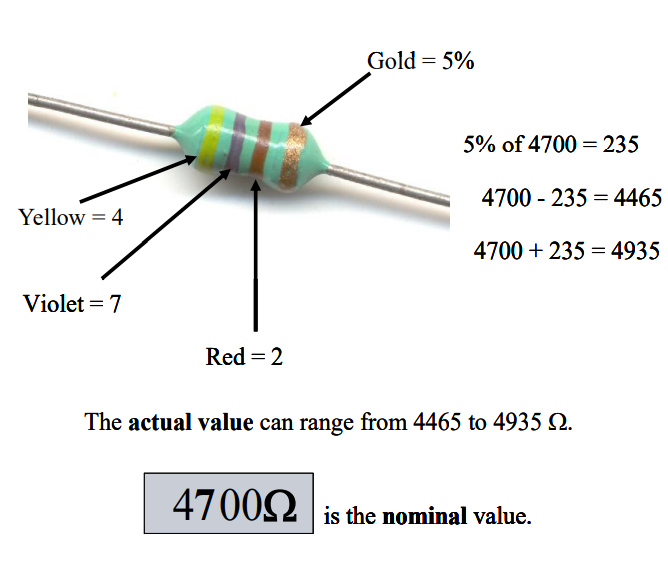 Gold = 5%
5% of 4700 = 235
4700 - 235 = 4465
Yellow = 4
4700 + 235 = 4935
Violet = 7
Red = 2
The actual value can range from 4465 to 4935 Ω.
4700Ω is the nominal value.